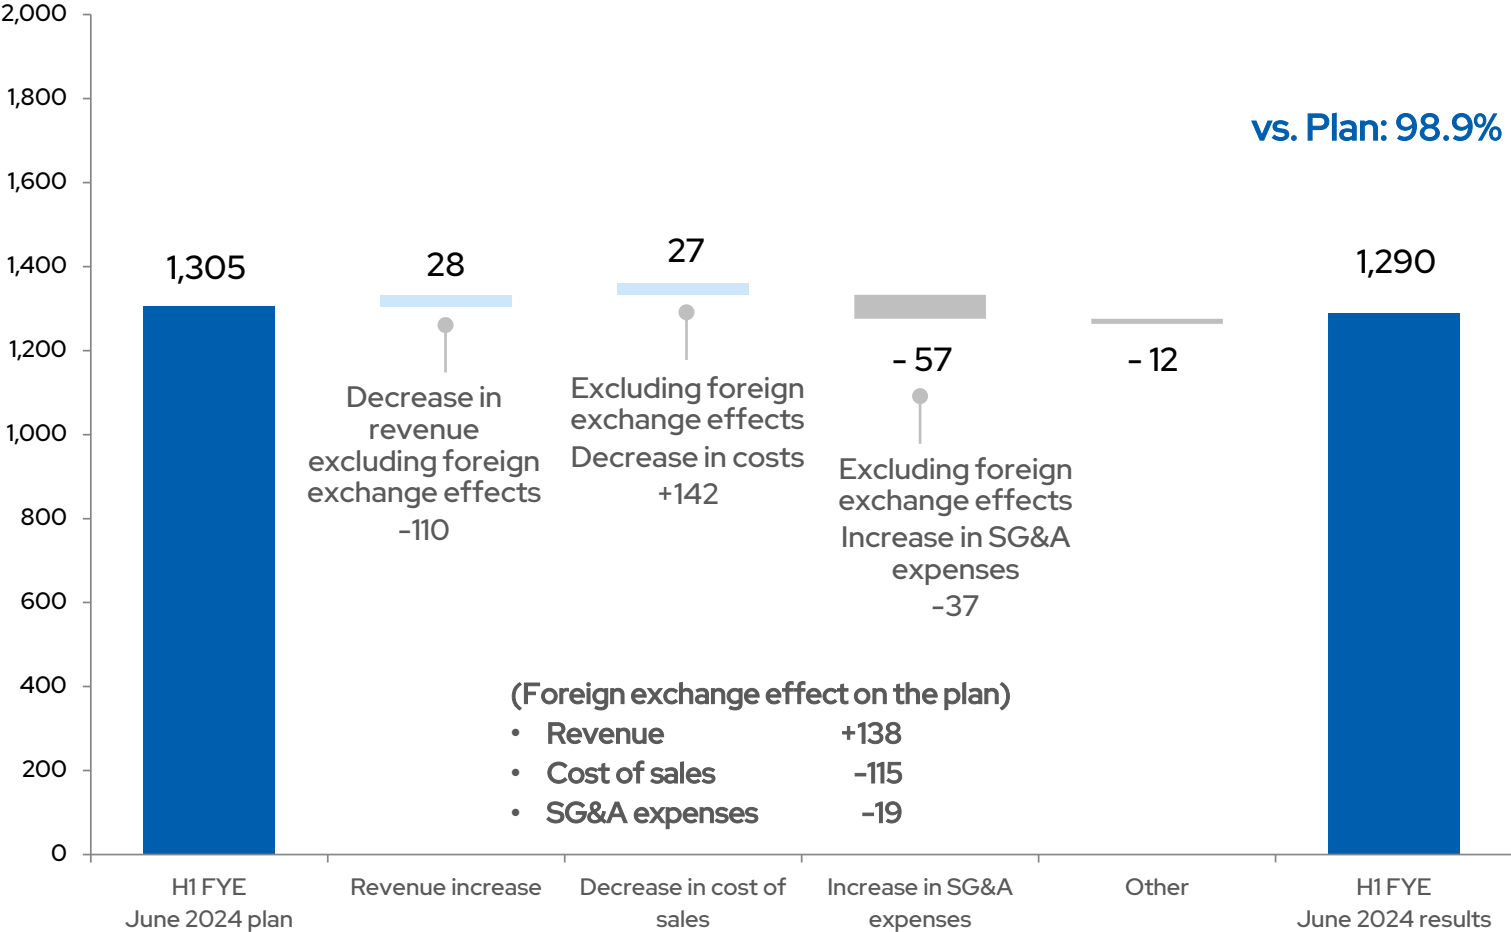 2,000
1,800
1,600
1,400
1,200
1,000
800
600
400
200
0
vs. Plan: 98.9%
1,305
28
27
- 57
- 12
1,290
Decrease in
revenue
excluding foreign
exchange effects
-110
Excluding foreign
exchange effects
Decrease in costs
+142
Excluding foreign
exchange effects
Increase in SG&A
expenses
-37
(Foreign exchange effect on the plan)
• Revenue +138
• Cost of sales -115
• SG&A expenses -19
H1 FYE
June 2024 plan
Revenue increase
Decrease in cost of
sales
Increase in SG&A
expenses
Other
H1 FYE
June 2024 results